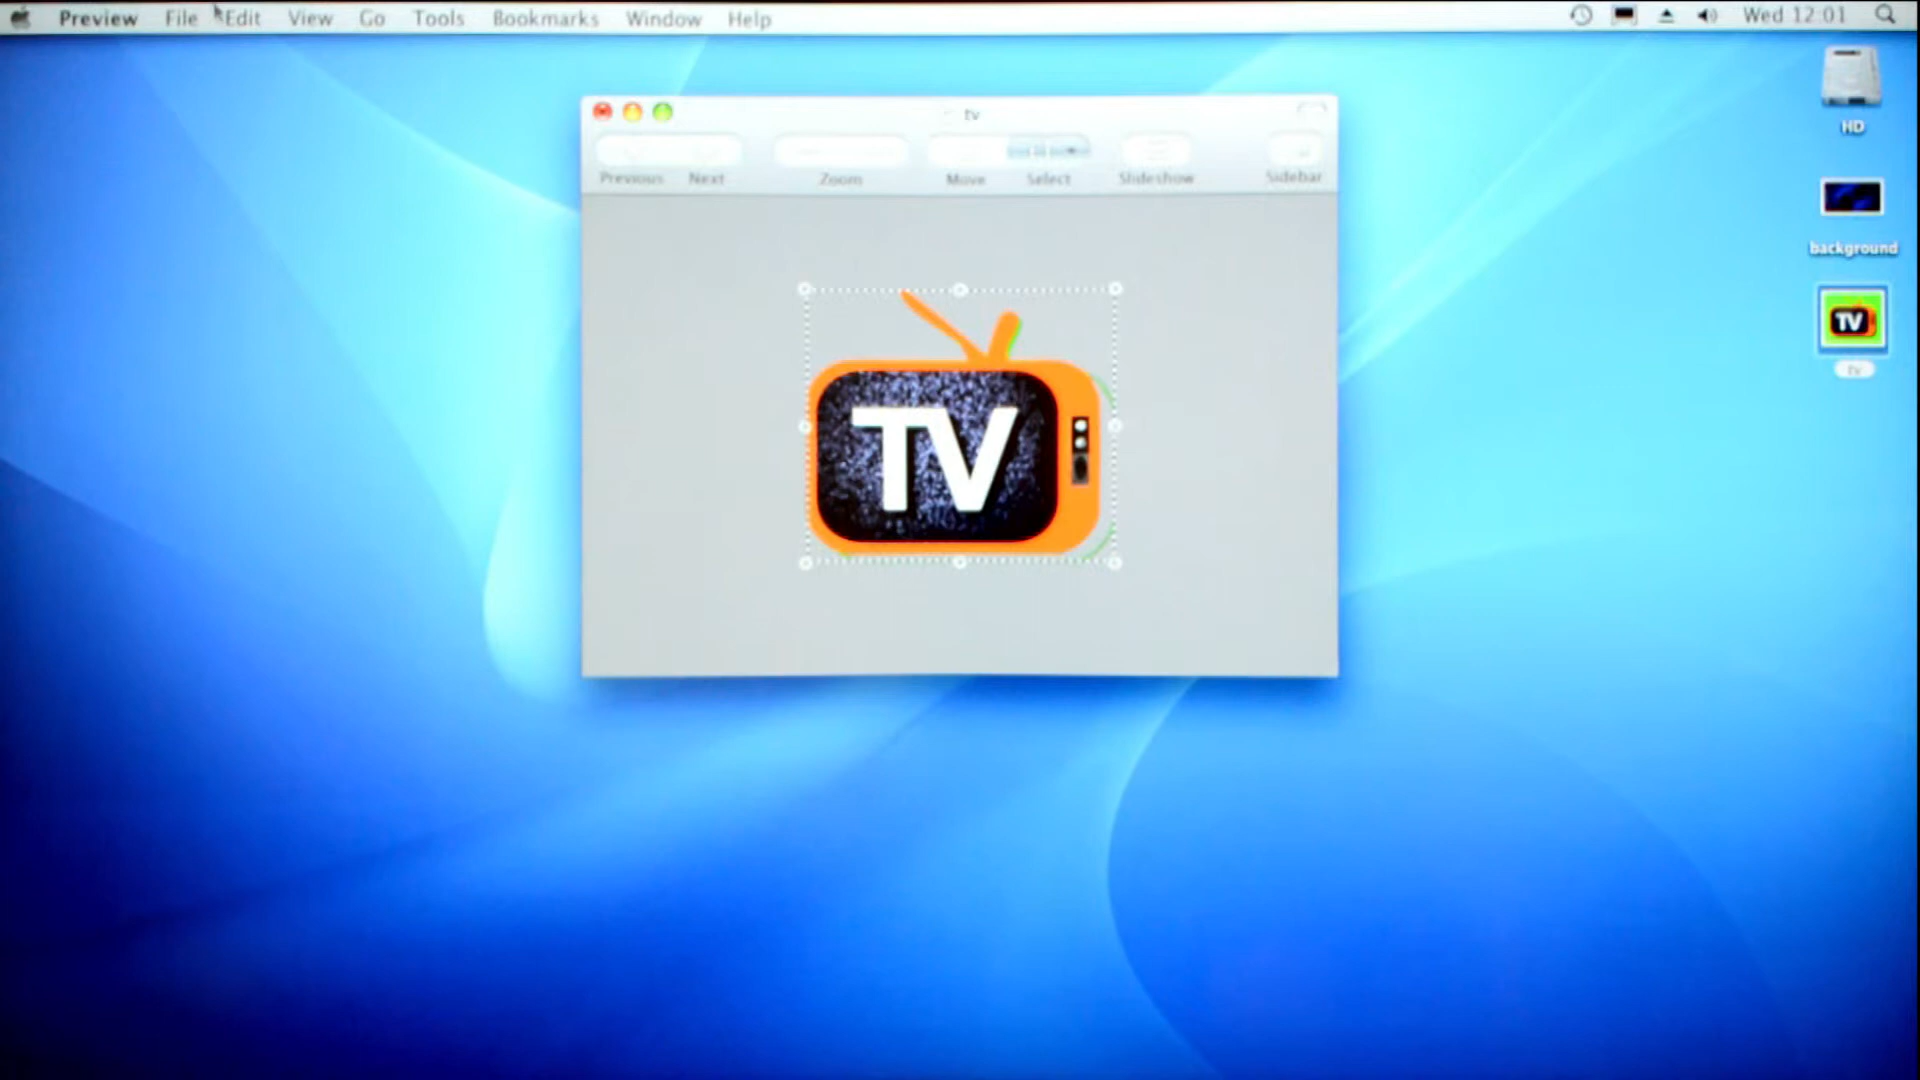 Preview File Edit View Go Tools Bookmarks Window Help Wed 12:01
tv
Previous Next Zoom Move Select Slideshow Sidebar
TV
HD
background
TV
tv